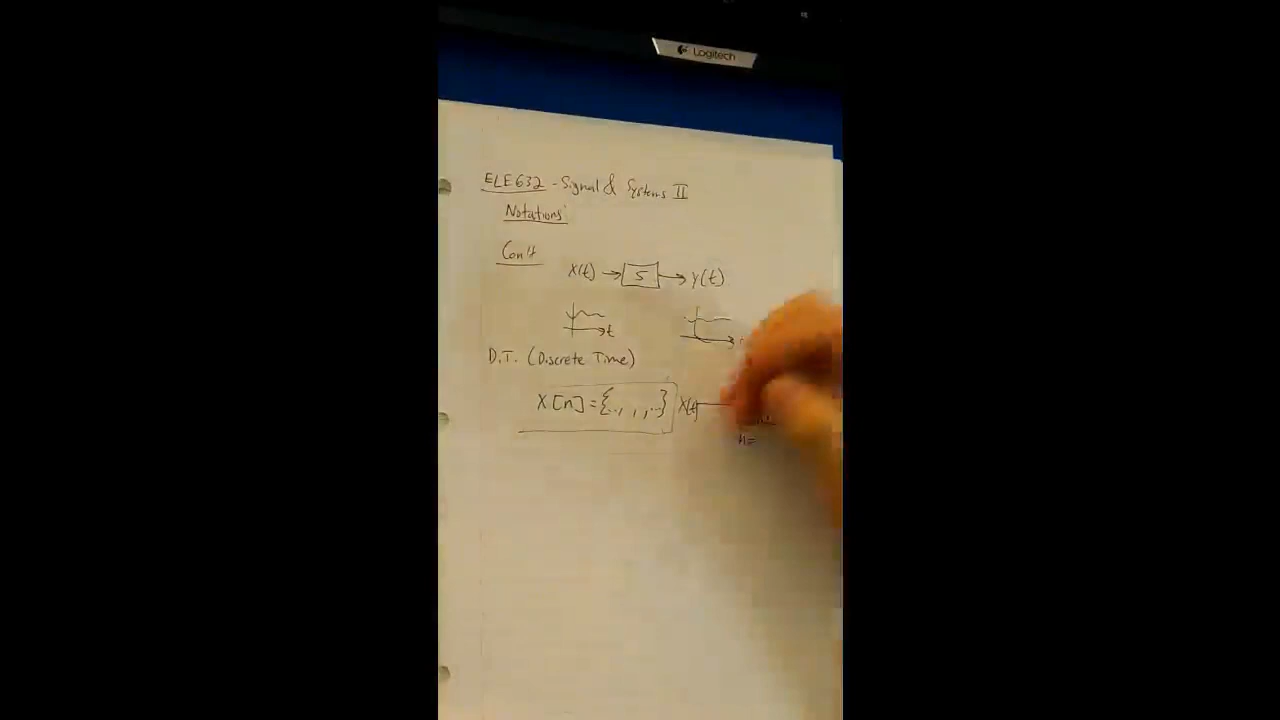 Logitech
ELE632 - Signal & Systems II
Notations
Con't
X(t) → S → Y(t)
t
D.T. (Discrete Time)
X[n] = {..., , , ...} X(t)
n=